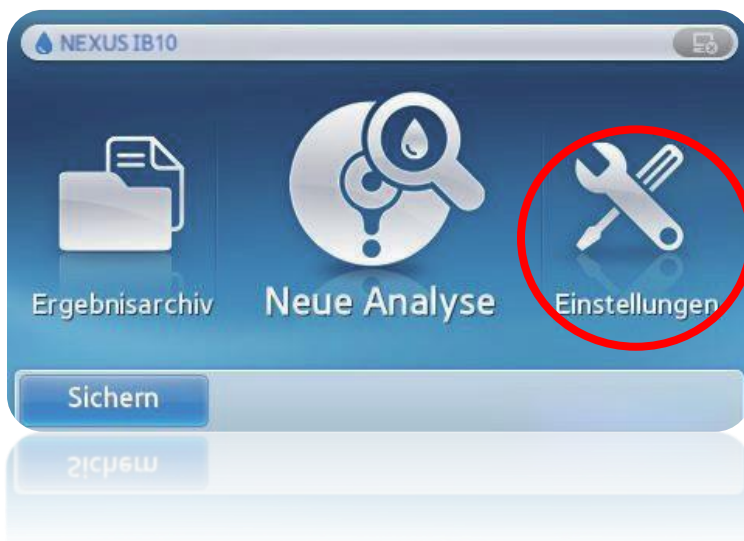 NEXUS IB10
Ergebnisarchiv
Neue Analyse
Einstellungen
Sichern